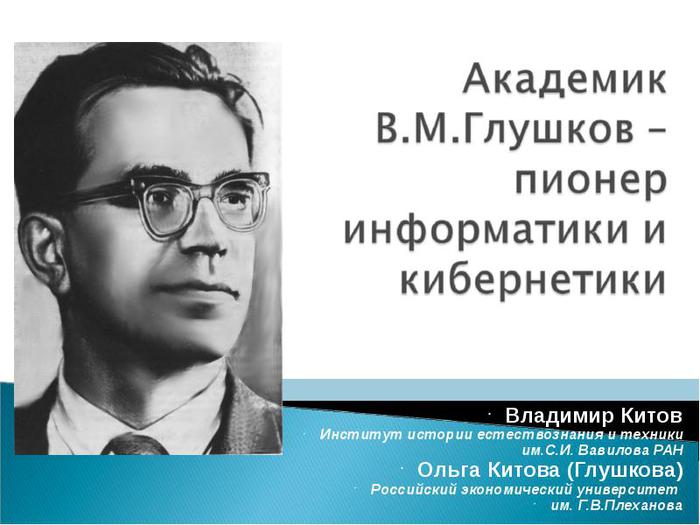 Академик
В.М.Глушков –
пионер
информатики и
кибернетики
Владимир Китов
Институт истории естествознания и техники
им.С.И. Вавилова РАН
Ольга Китова (Глушкова)
Российский экономический университет
им. Г.В.Плеханова